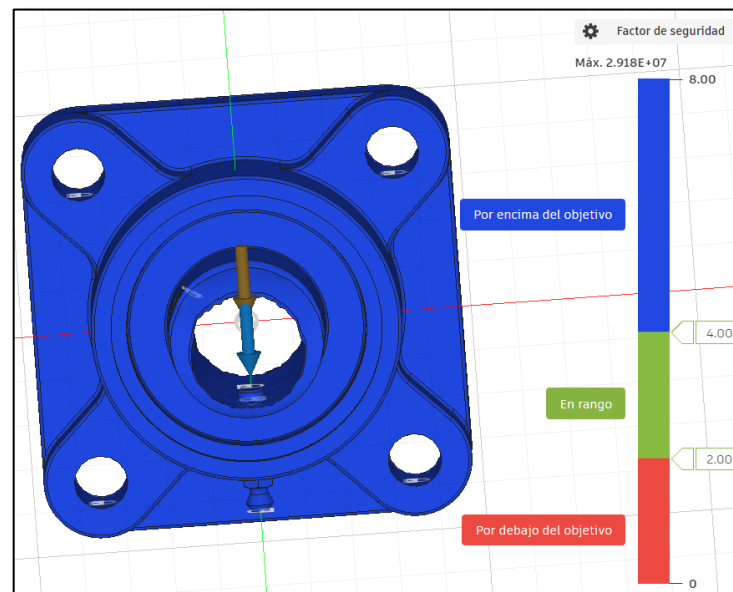 Factor de seguridad
Máx. 2.918E+07
8.00
Por encima del objetivo
4.00
En rango
2.00
Por debajo del objetivo
0